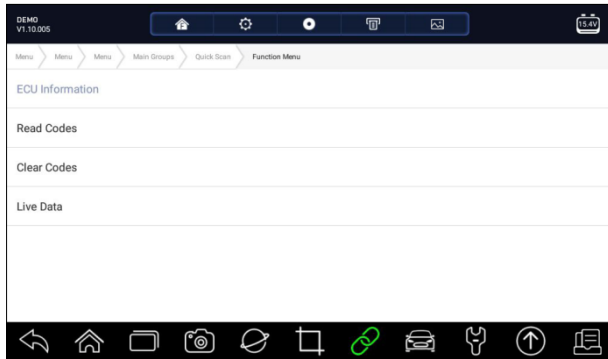 DEMO
V1.10.005
15.4V
Menu Menu Menu Main Groups Quick Scan Function Menu
ECU Information
Read Codes
Clear Codes
Live Data